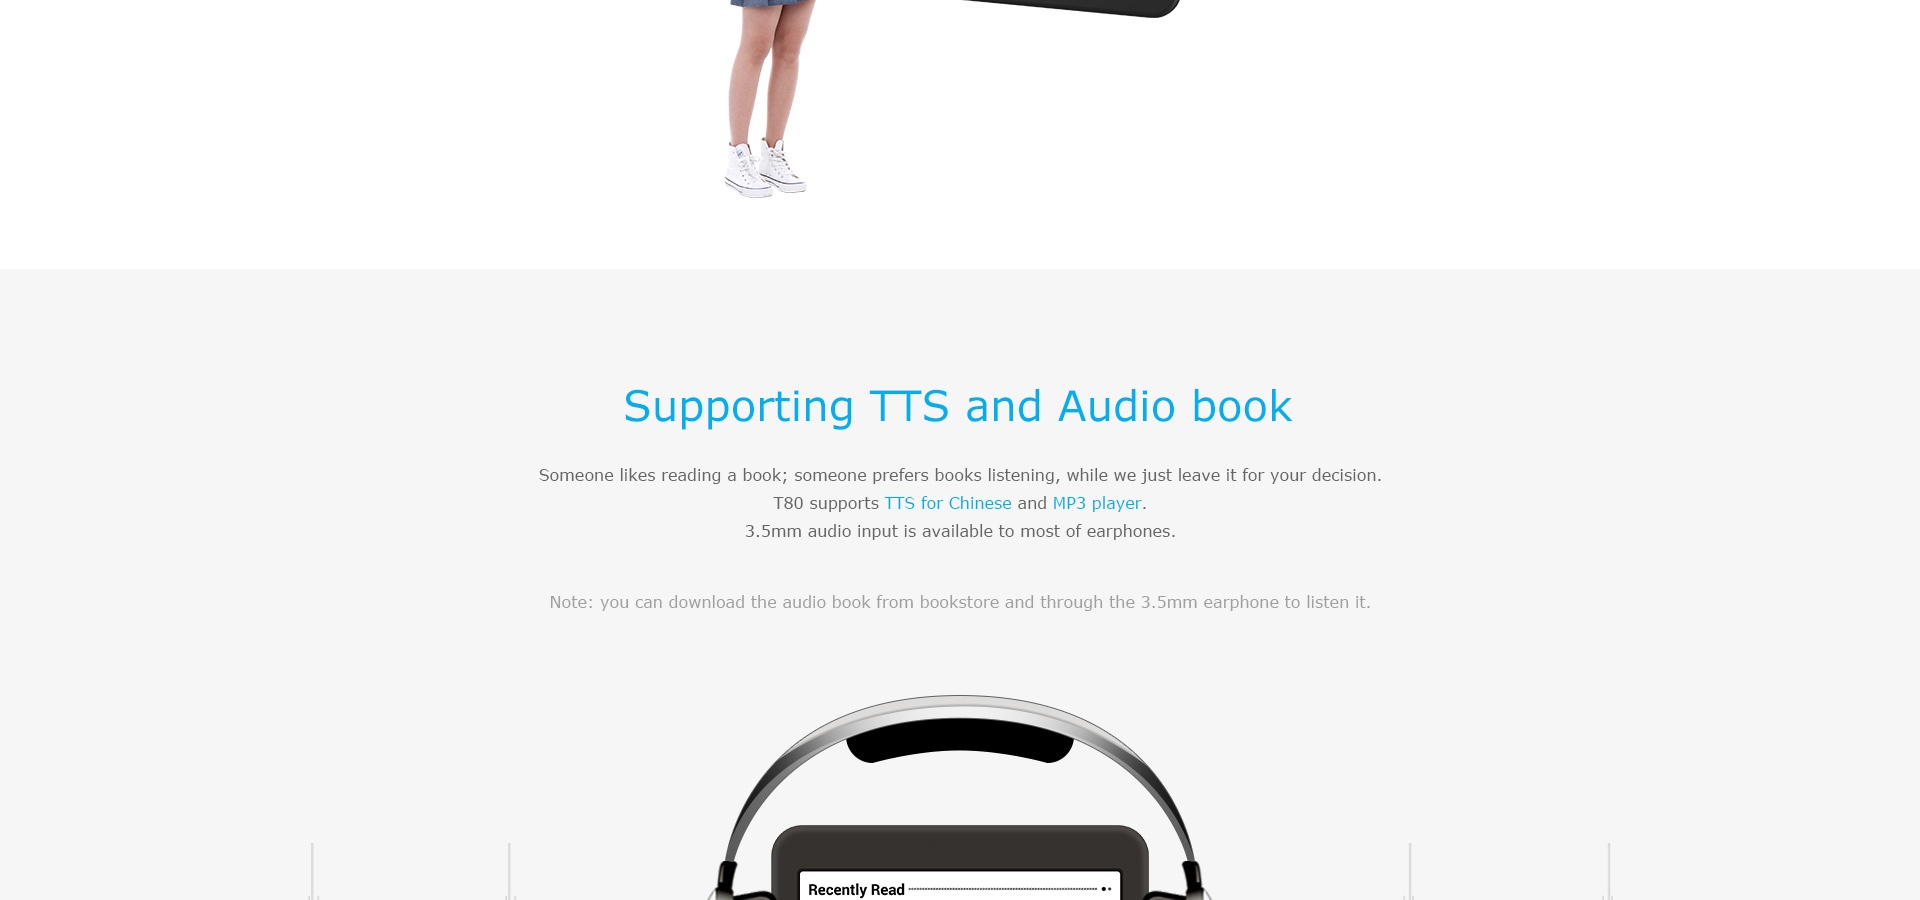 Supporting TTS and Audio book
Someone likes reading a book; someone prefers books listening, while we just leave it for your decision.
T80 supports TTS for Chinese and MP3 player.
3.5mm audio input is available to most of earphones.
Note: you can download the audio book from bookstore and through the 3.5mm earphone to listen it.
Recently Read